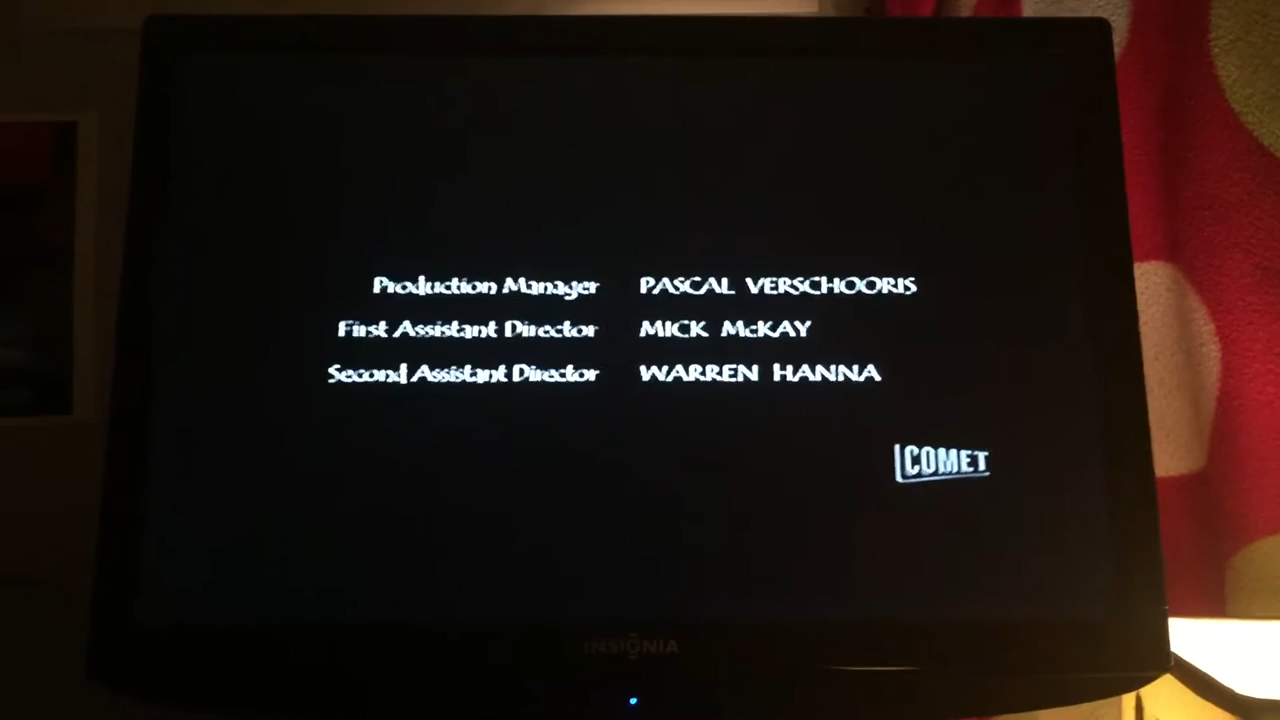 Production Manager PASCAL VERSCHOORIS
First Assistant Director MICK McKAY
Second Assistant Director WARREN HANNA
COMET
INSIGNIA